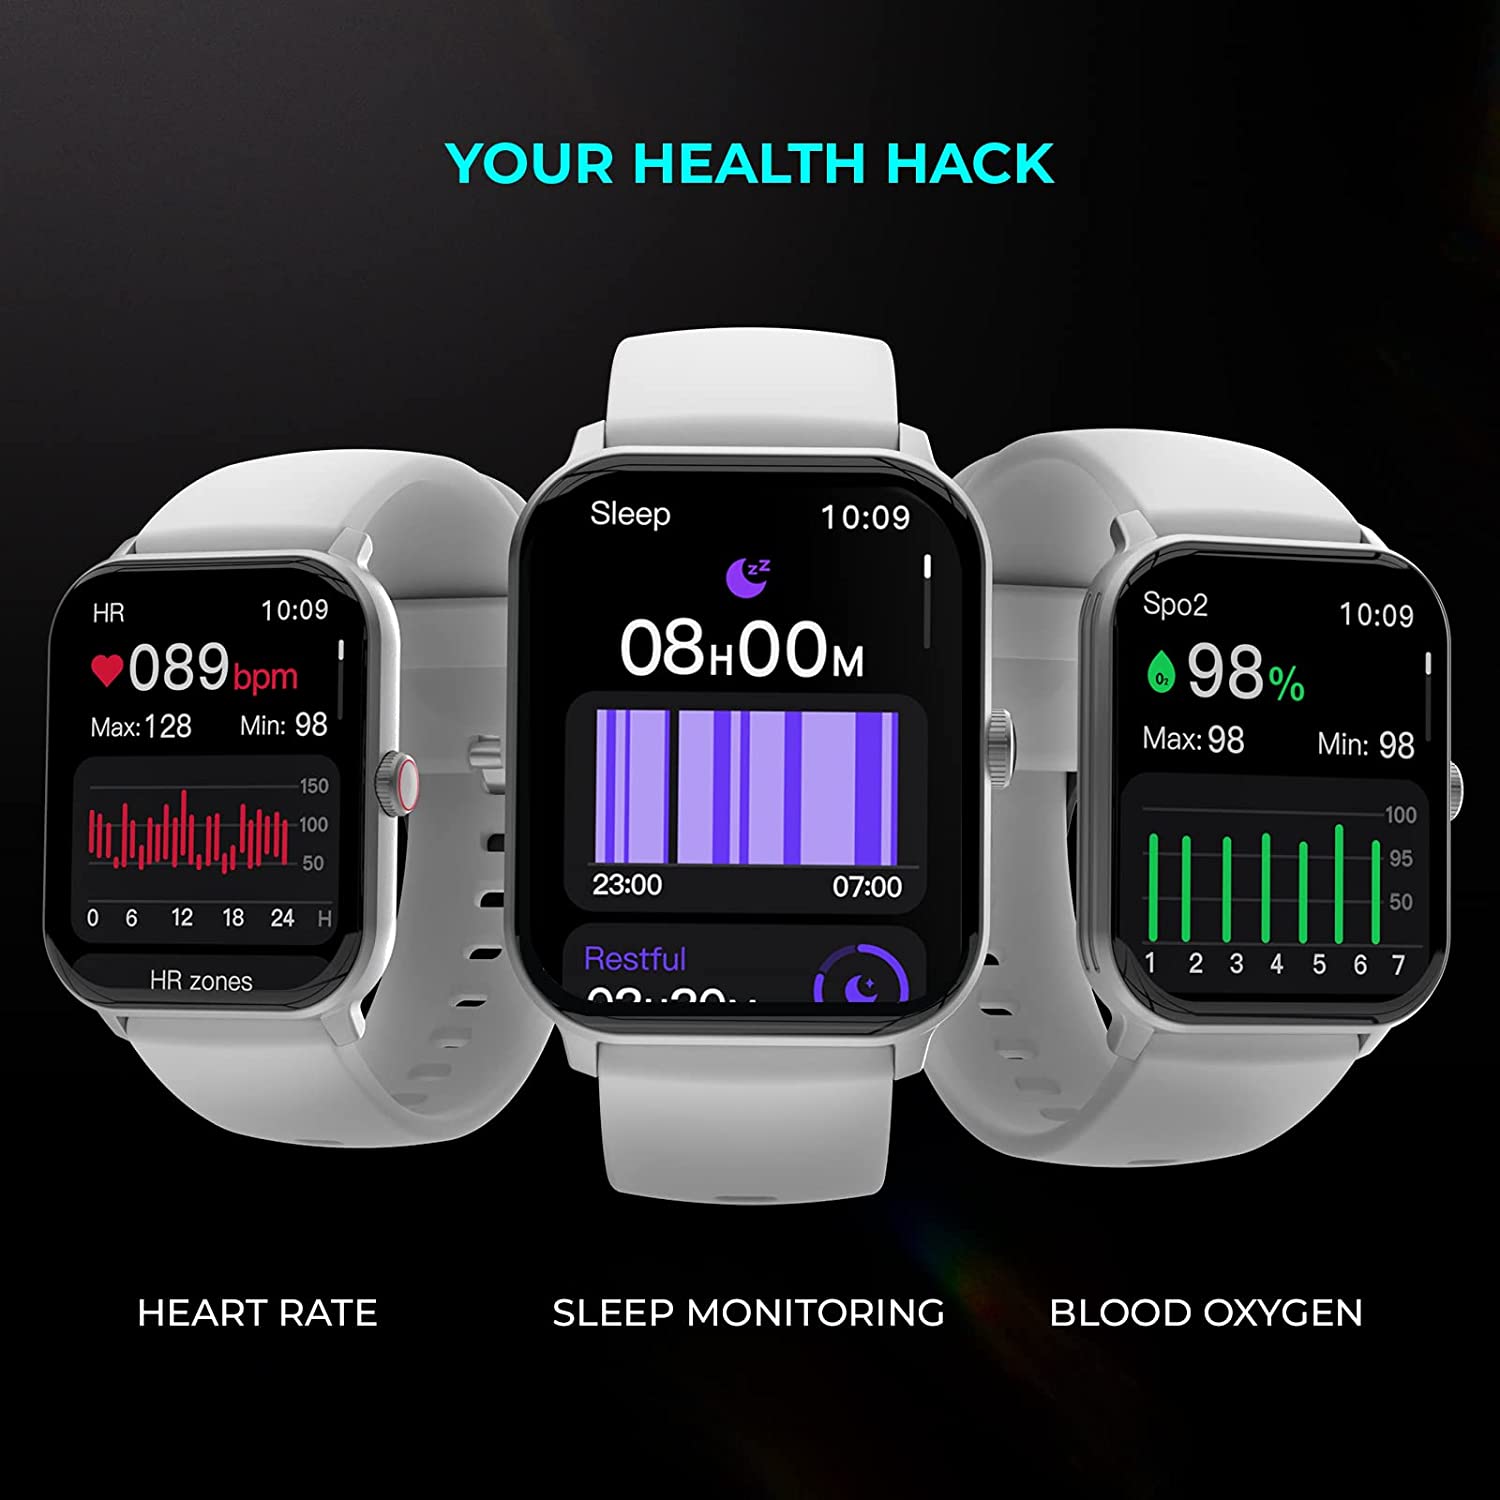 YOUR HEALTH HACK
HR 10:09
089bpm
Max:128 Min: 98
150
100
50
0 6 12 18 24 H
HR zones
Sleep 10:09
zz
08H00M
23:00 07:00
Restful
Spo2 10:09
O₂ 98%
Max: 98 Min: 98
100
95
50
1 2 3 4 5 6 7
HEART RATE
SLEEP MONITORING
BLOOD OXYGEN